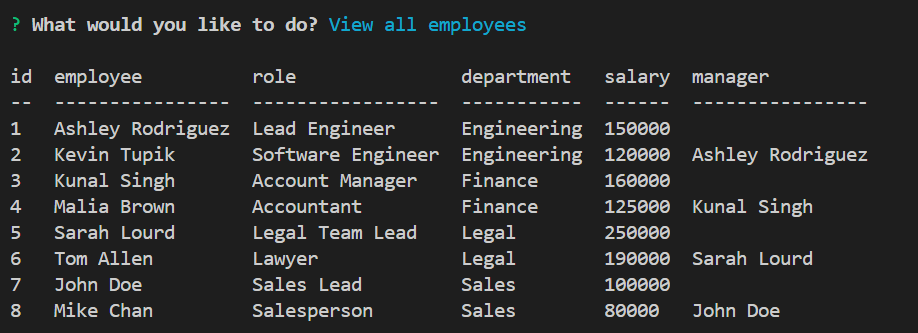 ? What would you like to do? View all employees
id  employee          role               department   salary  manager
--  ----------------  -----------------  -----------  ------  ----------------
1   Ashley Rodriguez  Lead Engineer      Engineering  150000
2   Kevin Tupik       Software Engineer  Engineering  120000  Ashley Rodriguez
3   Kunal Singh       Account Manager    Finance      160000
4   Malia Brown       Accountant         Finance      125000  Kunal Singh
5   Sarah Lourd       Legal Team Lead    Legal        250000
6   Tom Allen         Lawyer             Legal        190000  Sarah Lourd
7   John Doe          Sales Lead         Sales        100000
8   Mike Chan         Salesperson        Sales        80000   John Doe